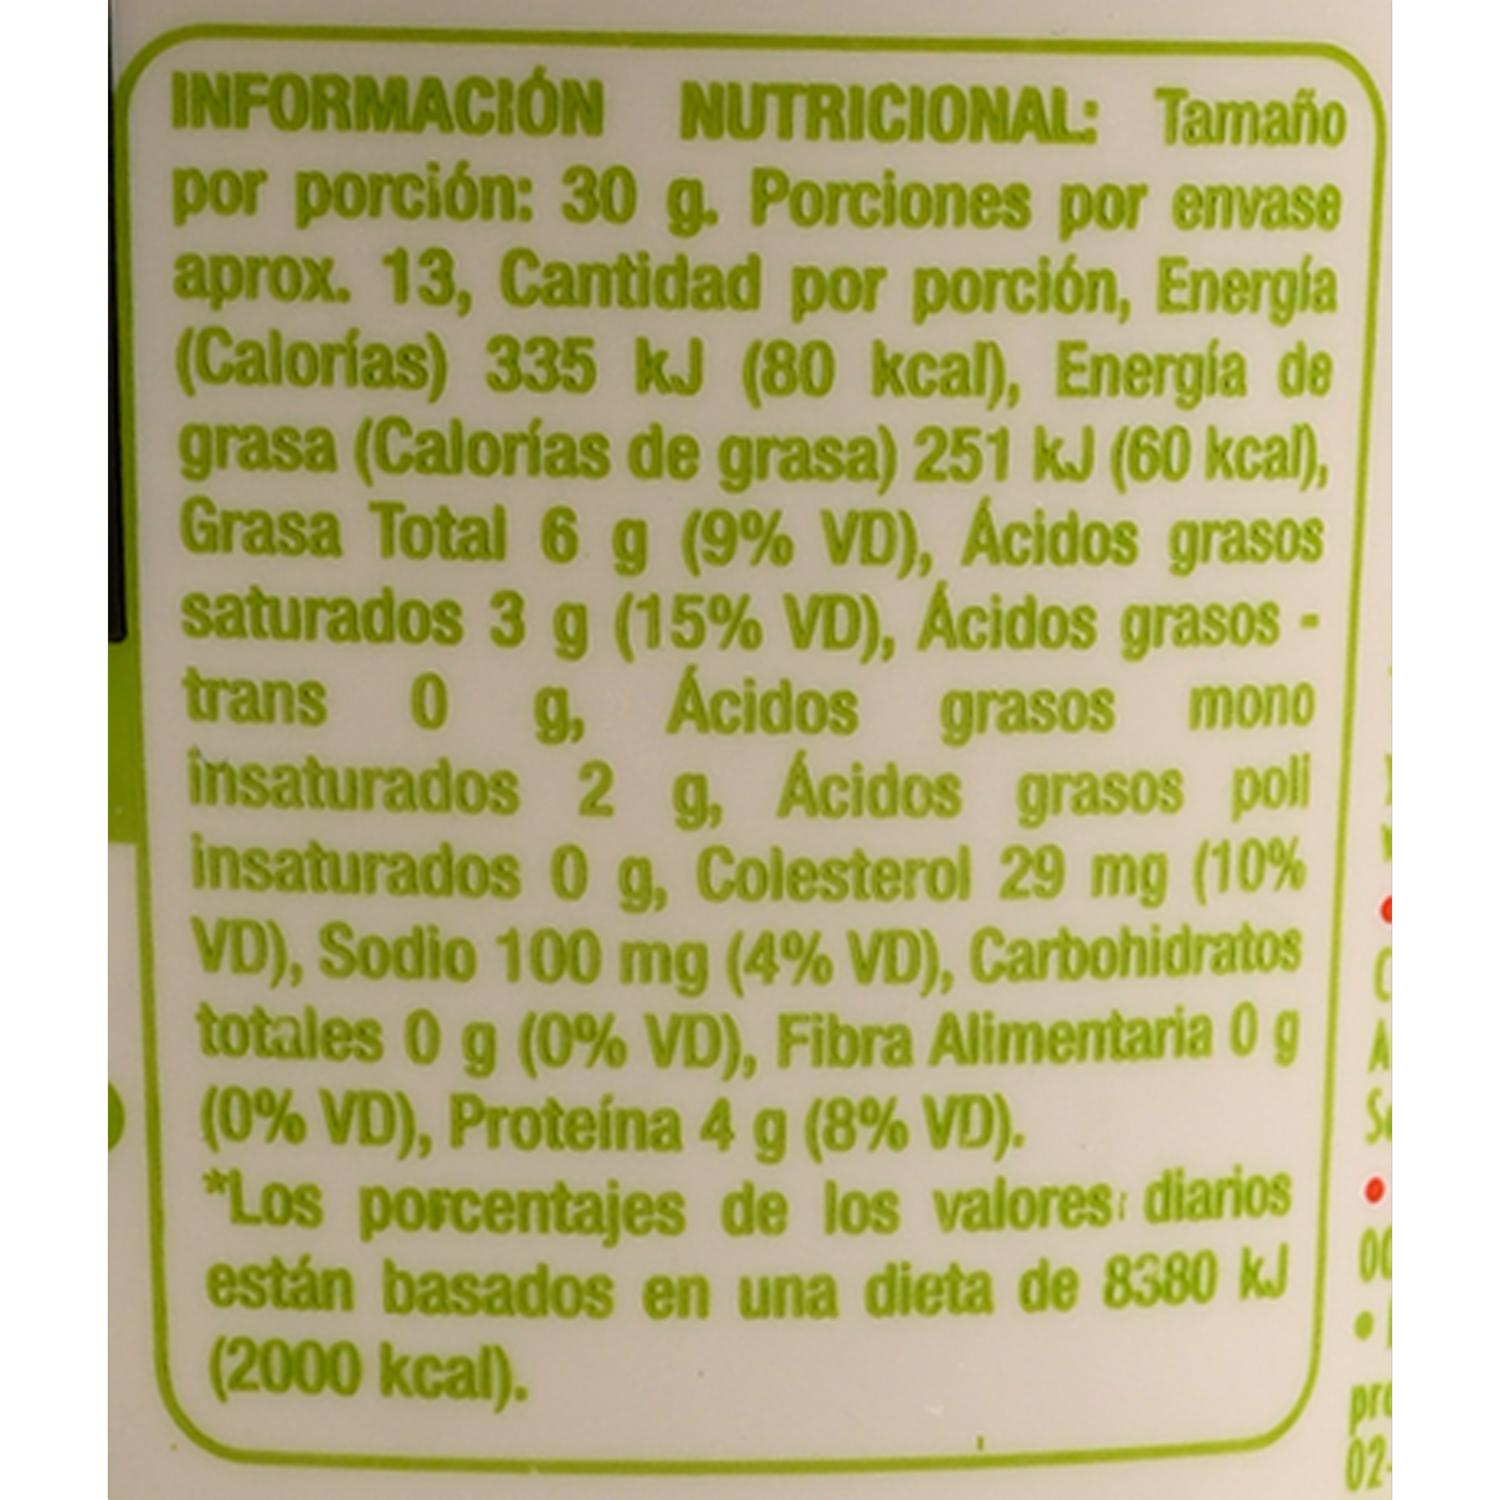 INFORMACIÓN NUTRICIONAL: Tamaño
por porción: 30 g. Porciones por envase
aprox. 13, Cantidad por porción, Energía
(Calorías) 335 kJ (80 kcal), Energía de
grasa (Calorías de grasa) 251 kJ (60 kcal),
Grasa Total 6 g (9% VD), Ácidos grasos
saturados 3 g (15% VD), Ácidos grasos -
trans 0 g, Ácidos grasos mono
insaturados 2 g, Ácidos grasos poli
insaturados 0 g, Colesterol 29 mg (10%
VD), Sodio 100 mg (4% VD), Carbohidratos
totales 0 g (0% VD), Fibra Alimentaria 0 g
(0% VD), Proteína 4 g (8% VD).
*Los porcentajes de los valores diarios
están basados en una dieta de 8380 kJ
(2000 kcal).